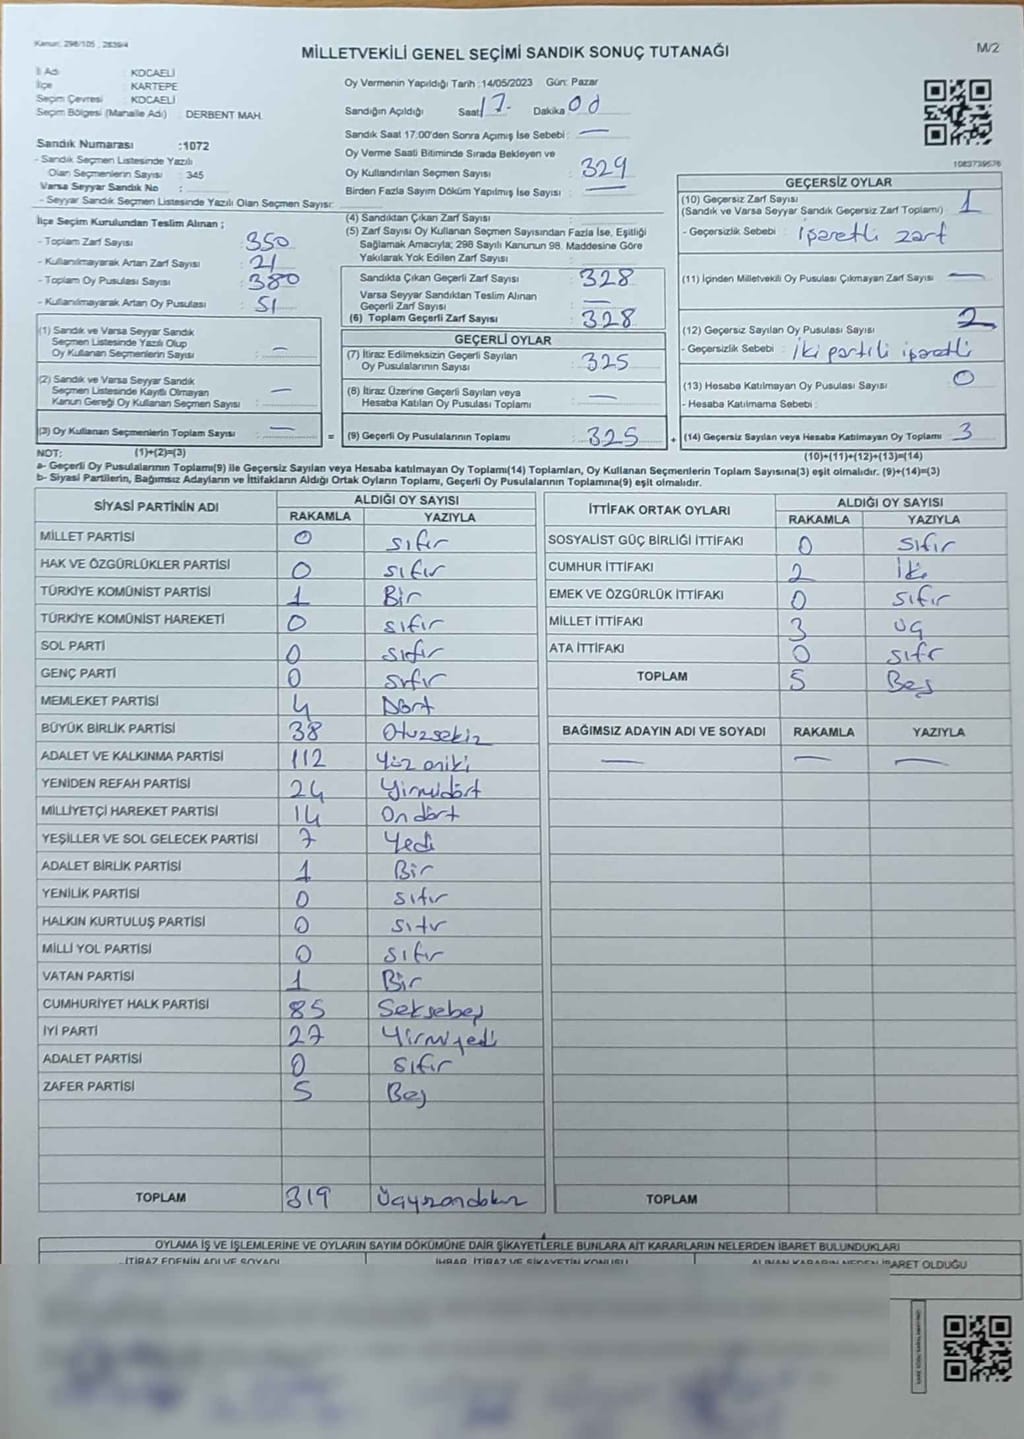 Kanun: 298/105 , 2839/4
MİLLETVEKİLİ GENEL SEÇİMİ SANDIK SONUÇ TUTANAĞI
M/2
İl Adı : KOCAELİ
İlçe : KARTEPE
Seçim Çevresi : KOCAELİ
Seçim Bölgesi (Mahalle Adı) : DERBENT MAH.
Oy Vermenin Yapıldığı Tarih :14/05/2023 Gün: Pazar
Sandığın Açıldığı Saat 17- Dakika 00
Sandık Saat 17:00'den Sonra Açımış İse Sebebi : —
Oy Verme Saati Bitiminde Sırada Bekleyen ve
Oy Kullandırılan Seçmen Sayısı : 329
Birden Fazla Sayım Döküm Yapılmış İse Sayısı : —
Sandık Numarası :1072
- Sandık Seçmen Listesinde Yazılı
Olan Seçmenlerin Sayısı : 345
Varsa Seyyar Sandık No :
- Seyyar Sandık Seçmen Listesinde Yazılı Olan Seçmen Sayısı:
1083739676
İlçe Seçim Kurulundan Teslim Alınan ;
- Toplam Zarf Sayısı : 350
- Kullanılmayarak Artan Zarf Sayısı : 21
- Toplam Oy Pusulası Sayısı : 380
- Kullanılmayarak Artan Oy Pusulası : 51
(1) Sandık ve Varsa Seyyar Sandık
Seçmen Listesinde Yazılı Olup
Oy Kullanan Seçmenlerin Sayısı : —
(2) Sandık ve Varsa Seyyar Sandık
Seçmen Listesinde Kayıtlı Olmayan
Kanun Gereği Oy Kullanan Seçmen Sayısı : —
(3) Oy Kullanan Seçmenlerin Toplam Sayısı : —
(4) Sandıktan Çıkan Zarf Sayısı :
(5) Zarf Sayısı Oy Kullanan Seçmen Sayısından Fazla İse, Eşitliği
Sağlamak Amacıyla; 298 Sayılı Kanunun 98. Maddesine Göre
Yakılarak Yok Edilen Zarf Sayısı :
Sandıkta Çıkan Geçerli Zarf Sayısı : 328
Varsa Seyyar Sandıktan Teslim Alınan
Geçerli Zarf Sayısı : —
(6) Toplam Geçerli Zarf Sayısı : 328
GEÇERLİ OYLAR
(7) İtiraz Edilmeksizin Geçerli Sayılan
Oy Pusulalarının Sayısı : 325
(8) İtiraz Üzerine Geçerli Sayılan veya
Hesaba Katılan Oy Pusulası Toplamı : —
= (9) Geçerli Oy Pusulalarının Toplamı : 325 +
GEÇERSİZ OYLAR
(10) Geçersiz Zarf Sayısı : 1
(Sandık ve Varsa Seyyar Sandık Geçersiz Zarf Toplamı)
- Geçersizlik Sebebi : işaretli zarf
(11) İçinden Milletvekili Oy Pusulası Çıkmayan Zarf Sayısı : —
(12) Geçersiz Sayılan Oy Pusulası Sayısı : 2
- Geçersizlik Sebebi : iki partili işaretli
(13) Hesaba Katılmayan Oy Pusulası Sayısı : 0
- Hesaba Katılmama Sebebi :
(14) Geçersiz Sayılan veya Hesaba Katılmayan Oy Toplamı : 3
NOT: (1)+(2)=(3)
(10)+(11)+(12)+(13)=(14)
a- Geçerli Oy Pusulalarının Toplamı(9) ile Geçersiz Sayılan veya Hesaba katılmayan Oy Toplamı(14) Toplamları, Oy Kullanan Seçmenlerin Toplam Sayısına(3) eşit olmalıdır. (9)+(14)=(3)
b- Siyasi Partilerin, Bağımsız Adayların ve İttifakların Aldığı Ortak Oyların Toplamı, Geçerli Oy Pusulalarının Toplamına(9) eşit olmalıdır.
SİYASİ PARTİNİN ADI ALDIĞI OY SAYISI
RAKAMLA YAZIYLA
MİLLET PARTİSİ 0 sıfır
HAK VE ÖZGÜRLÜKLER PARTİSİ 0 sıfır
TÜRKİYE KOMÜNİST PARTİSİ 1 Bir
TÜRKİYE KOMÜNİST HAREKETİ 0 sıfır
SOL PARTİ 0 sıfır
GENÇ PARTİ 0 sıfır
MEMLEKET PARTİSİ 4 Dört
BÜYÜK BİRLİK PARTİSİ 38 Otuzsekiz
ADALET VE KALKINMA PARTİSİ 112 Yüz oniki
YENİDEN REFAH PARTİSİ 24 Yirmidört
MİLLİYETÇİ HAREKET PARTİSİ 14 On dört
YEŞİLLER VE SOL GELECEK PARTİSİ 7 Yedi
ADALET BİRLİK PARTİSİ 1 Bir
YENİLİK PARTİSİ 0 sıfır
HALKIN KURTULUŞ PARTİSİ 0 sıfır
MİLLİ YOL PARTİSİ 0 sıfır
VATAN PARTİSİ 1 Bir
CUMHURİYET HALK PARTİSİ 85 Seksebeş
İYİ PARTİ 27 Yirmiyedi
ADALET PARTİSİ 0 sıfır
ZAFER PARTİSİ 5 Beş
TOPLAM 319 Üçyüzondokuz
İTTİFAK ORTAK OYLARI ALDIĞI OY SAYISI
RAKAMLA YAZIYLA
SOSYALİST GÜÇ BİRLİĞİ İTTİFAKI 0 sıfır
CUMHUR İTTİFAKI 2 İki
EMEK VE ÖZGÜRLÜK İTTİFAKI 0 sıfır
MİLLET İTTİFAKI 3 üç
ATA İTTİFAKI 0 sıfır
TOPLAM 5 Beş
BAĞIMSIZ ADAYIN ADI VE SOYADI RAKAMLA YAZIYLA
— — —
TOPLAM
OYLAMA İŞ VE İŞLEMLERİNE VE OYLARIN SAYIM DÖKÜMÜNE DAİR ŞİKAYETLERLE BUNLARA AİT KARARLARIN NELERDEN İBARET BULUNDUKLARI
İTİRAZ EDENİN ADI VE SOYADI İHBAR, İTİRAZ VE ŞİKAYETİN KONUSU ALINAN KARARIN NEDEN İBARET OLDUĞU